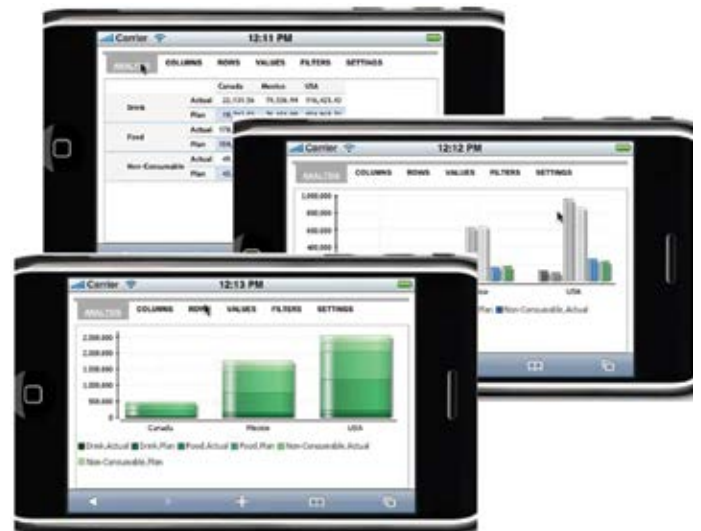 Carrier 12:11 PM
ANALYSIS COLUMNS ROWS VALUES FILTERS SETTINGS
Canada Mexico USA
Drink Actual
Plan
Food Actual
Plan
Non-Consumable Actual
Plan
Carrier 12:12 PM
ANALYSIS COLUMNS ROWS VALUES FILTERS SETTINGS
1,000,000
800,000
600,000
400,000
USA
Plan Non-Consumable,Actual
Carrier 12:13 PM
ANALYSIS COLUMNS ROWS VALUES FILTERS SETTINGS
2,500,000
2,000,000
1,500,000
1,000,000
500,000
0
Canada Mexico USA
Drink,Actual Drink,Plan Food,Actual Food,Plan Non-Consumable,Actual
Non-Consumable,Plan